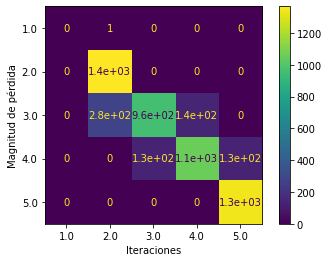 1.0 0 1 0 0 0
2.0 0 1.4e+03 0 0 0
3.0 0 2.8e+02 9.6e+02 1.4e+02 0
4.0 0 0 1.3e+02 1.1e+03 1.3e+02
5.0 0 0 0 0 1.3e+03
1.0 2.0 3.0 4.0 5.0
Iteraciones
Magnitud de pérdida
1200
1000
800
600
400
200
0